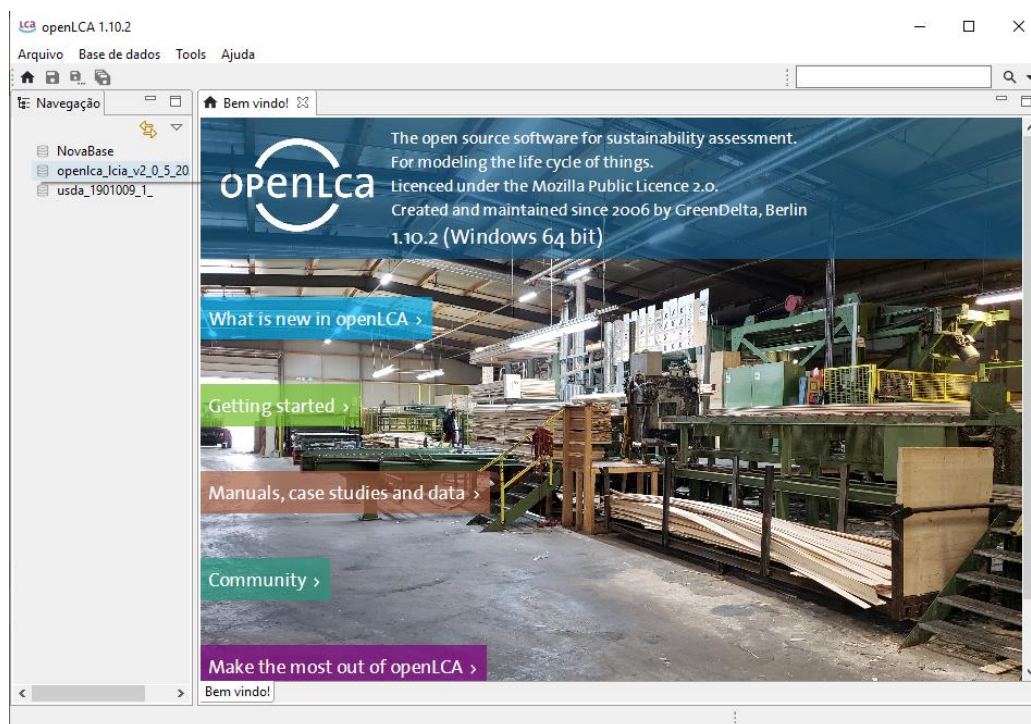 LCA openLCA 1.10.2
Arquivo Base de dados Tools Ajuda
Navegação
Bem vindo!
NovaBase
openlca_lcia_v2_0_5_20
usda_1901009_1_
openLca
The open source software for sustainability assessment.
For modeling the life cycle of things.
Licenced under the Mozilla Public Licence 2.0.
Created and maintained since 2006 by GreenDelta, Berlin
1.10.2 (Windows 64 bit)
What is new in openLCA ›
Getting started ›
Manuals, case studies and data ›
Community ›
Make the most out of openLCA ›
Bem vindo!